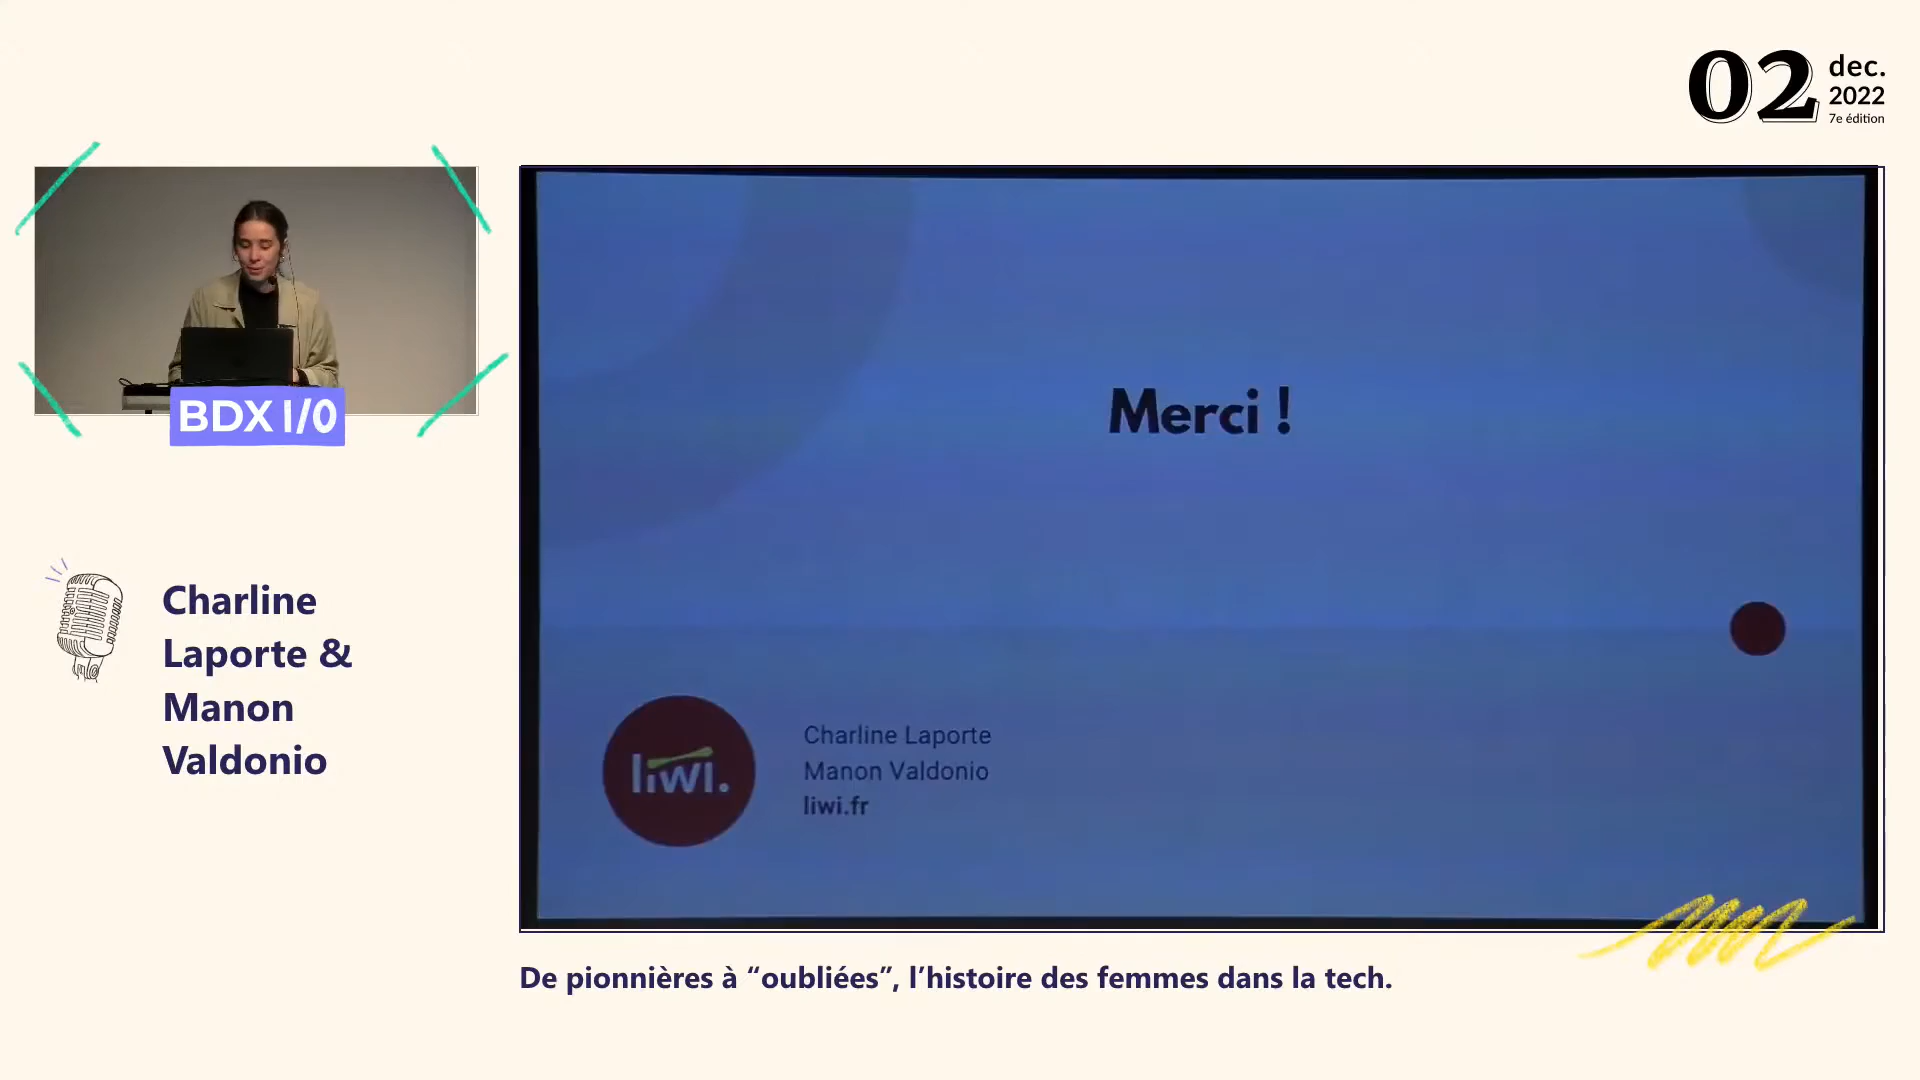 02
dec.
2022
7e édition
BDX I/O
Charline
Laporte &
Manon
Valdonio
Merci !
liwi.
Charline Laporte
Manon Valdonio
liwi.fr
De pionnières à “oubliées”, l’histoire des femmes dans la tech.